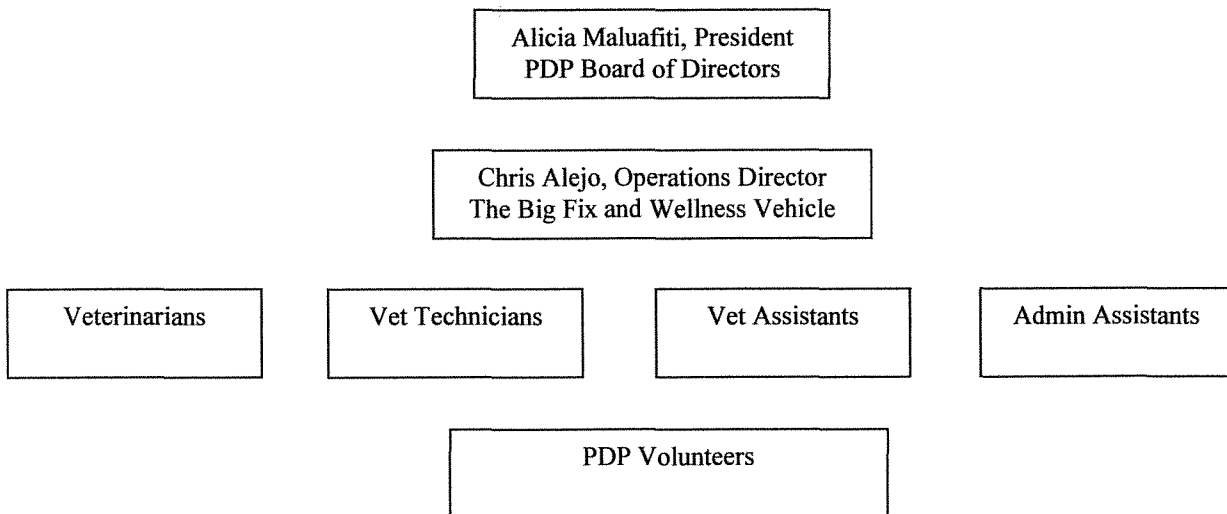 Alicia Maluafiti, President
PDP Board of Directors
Chris Alejo, Operations Director
The Big Fix and Wellness Vehicle
Veterinarians
Vet Technicians
Vet Assistants
Admin Assistants
PDP Volunteers